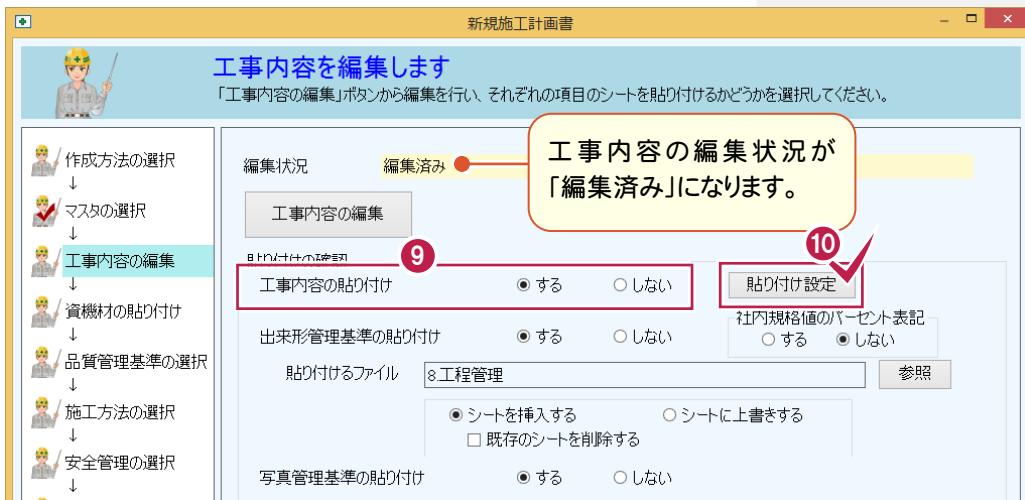 新規施工計画書
工事内容を編集します
「工事内容の編集」ボタンから編集を行い、それぞれの項目のシートを貼り付けるかどうかを選択してください。
作成方法の選択
↓
マスタの選択
↓
工事内容の編集
↓
資機材の貼り付け
↓
品質管理基準の選択
↓
施工方法の選択
↓
安全管理の選択
↓
編集状況 編集済み
工事内容の編集状況が
「編集済み」になります。
工事内容の編集
貼り付けの確認
❾
❿
工事内容の貼り付け する しない 貼り付け設定
社内規格値のパーセント表記
する しない
出来形管理基準の貼り付け する しない
貼り付けるファイル 8.工程管理 参照
シートを挿入する シートに上書きする
既存のシートを削除する
写真管理基準の貼り付け する しない